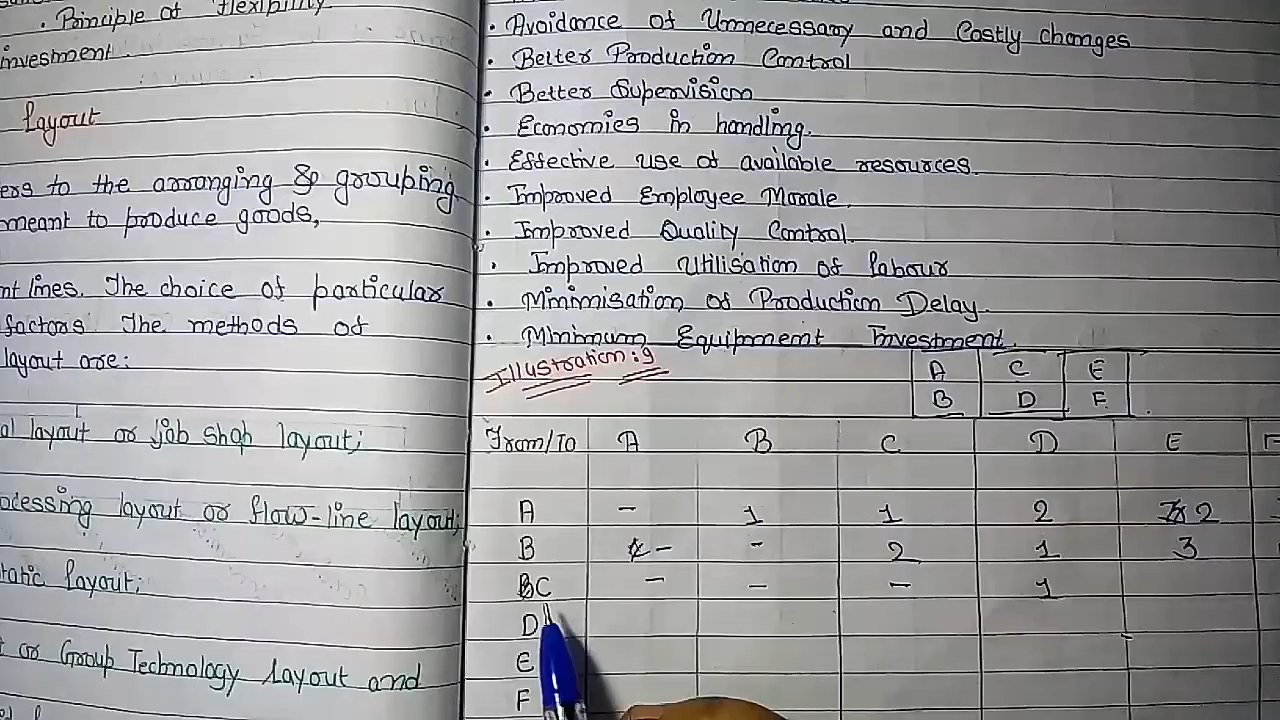 . Principle of flexibility
investment.
Layout
ers to the arranging & grouping
meant to produce goods,
nt lines. The choice of particular
factors. The methods of
layout are:
al layout or job shop layout;
ocessing layout or flow-line layout;
tatic layout;
or Group Technology Layout and
. Avoidance of Unnecessary and Costly changes
. Better Production Control
. Better Supervision
. Economies in handling.
. Effective use of available resources.
. Improved Employee Morale.
. Improved Quality Control.
. Improved Utilisation of labour
. Minimisation of Production Delay.
. Minimum Equipment Investment.
Illustration: 9
A C E
B D F
From/To A B C D E F
A - 1 1 2 2
B - - 2 1 3
C - - - 1
D
E
F